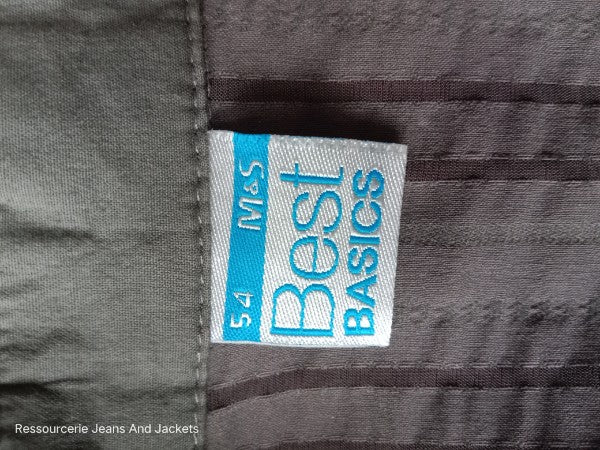 54 M&S
Best
BASICS
Ressourcerie Jeans And Jackets